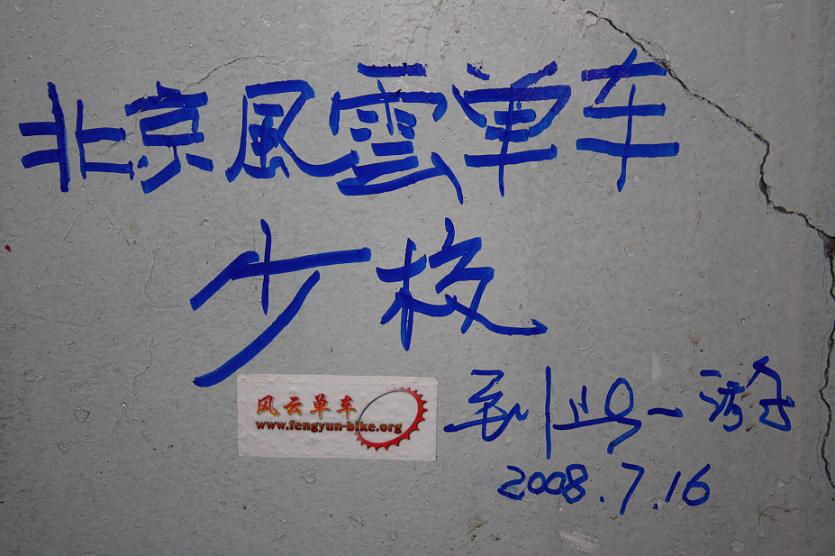 北京風雲单车
少校
到此一游
风云单车
www.fengyun-bike.org
2008.7.16